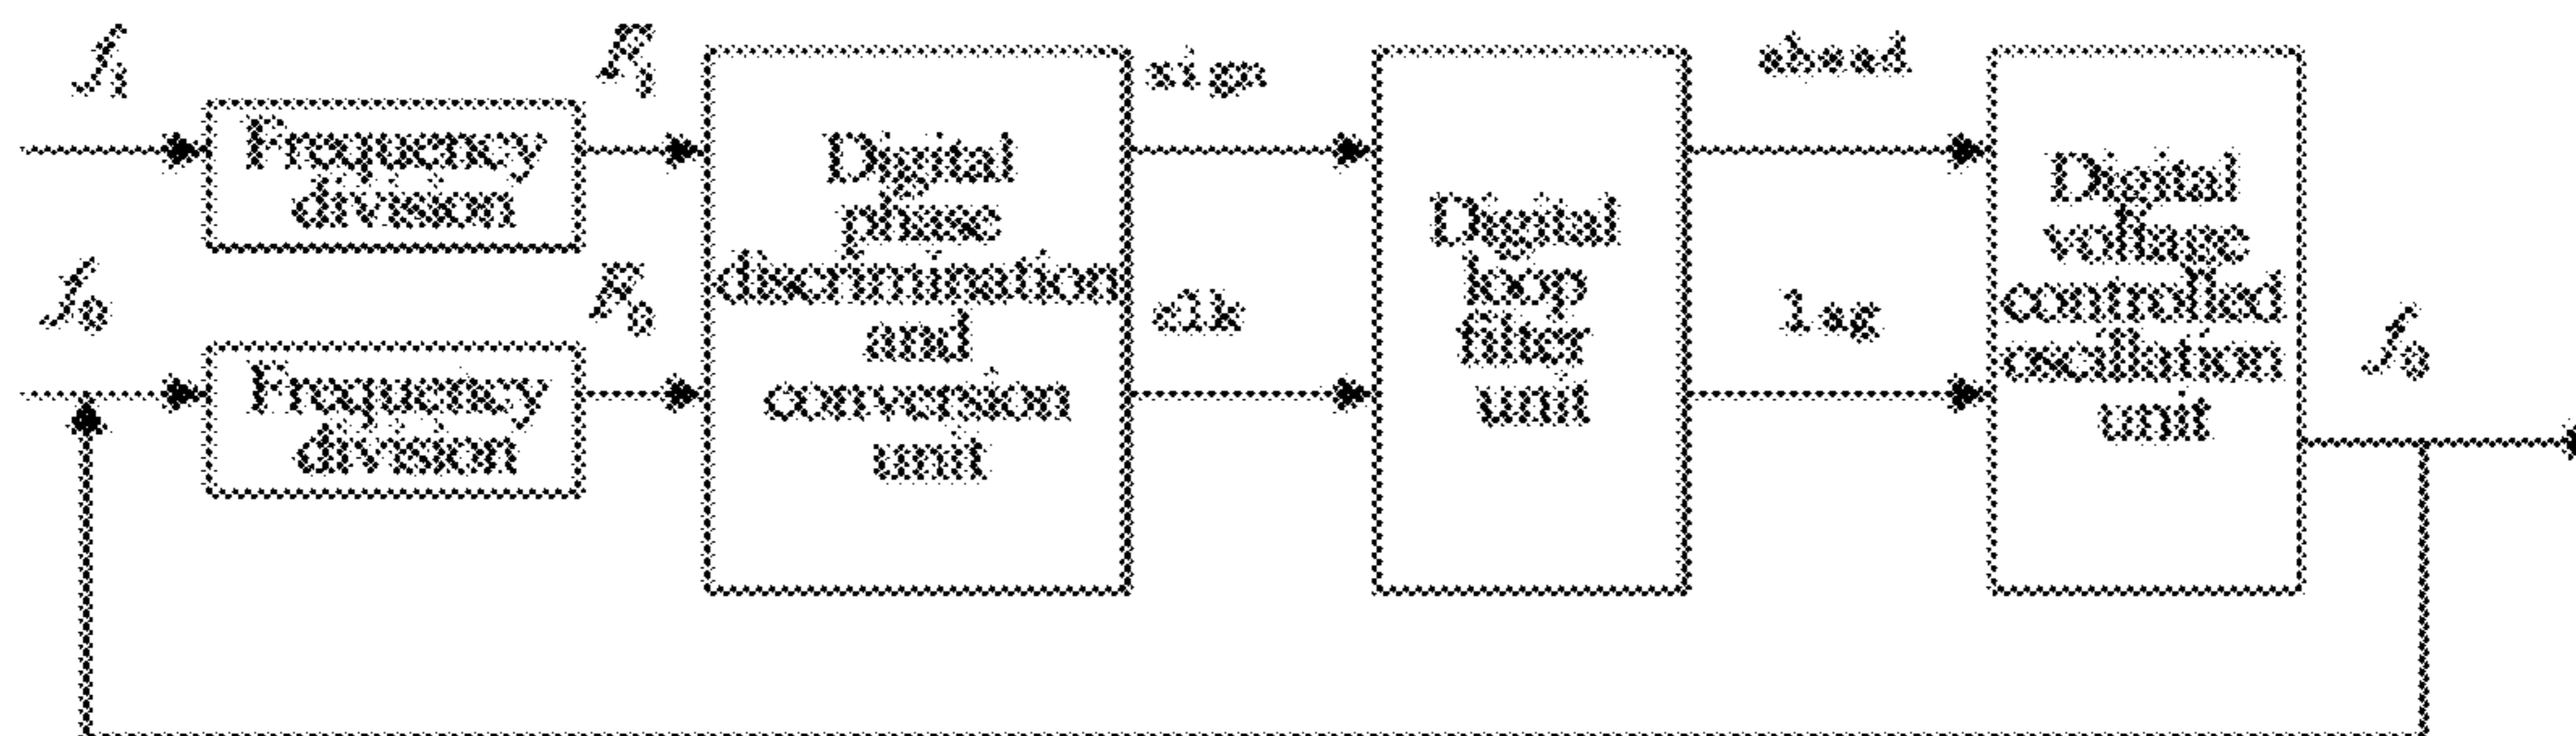 f₁
Frequency
division
F₁
f₀
Frequency
division
F₀
Digital
phase
discrimination
and
conversion
unit
sign
clk
Digital
loop
filter
unit
ahead
lag
Digital
voltage
controlled
oscillation
unit
f₀